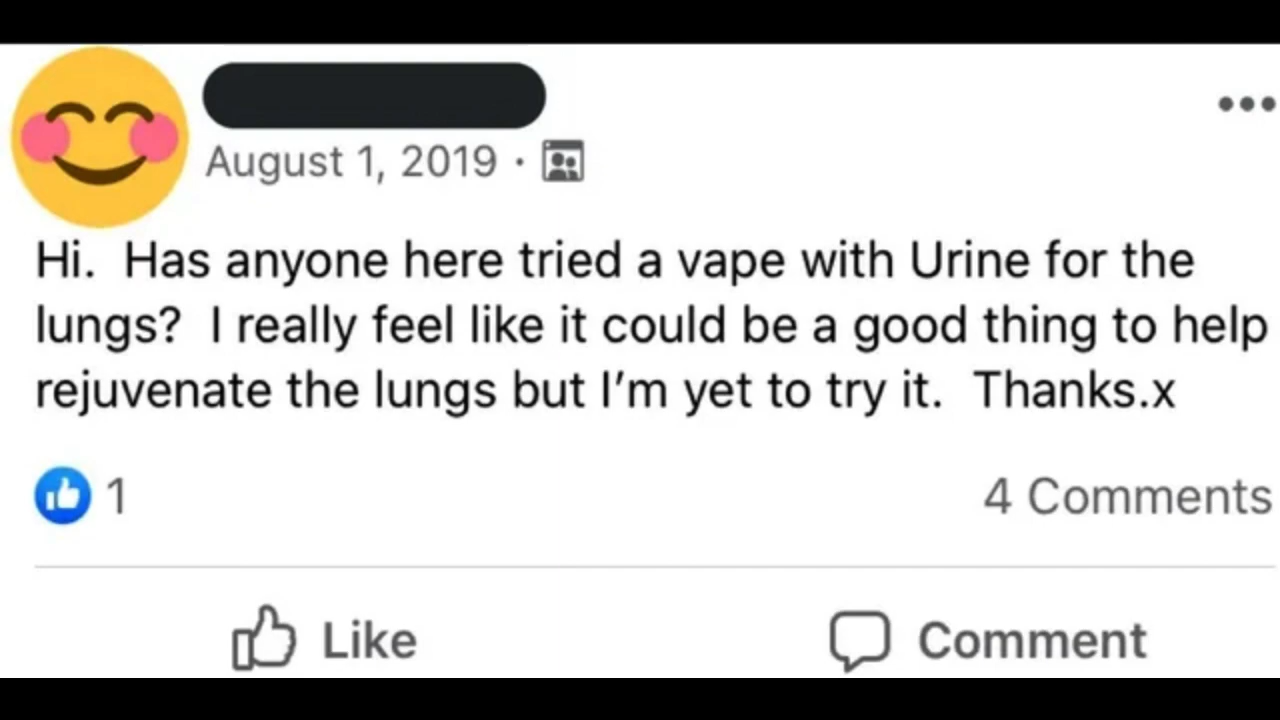 August 1, 2019 ·
Hi.  Has anyone here tried a vape with Urine for the
lungs?  I really feel like it could be a good thing to help
rejuvenate the lungs but I'm yet to try it.  Thanks.x
1
4 Comments
Like
Comment